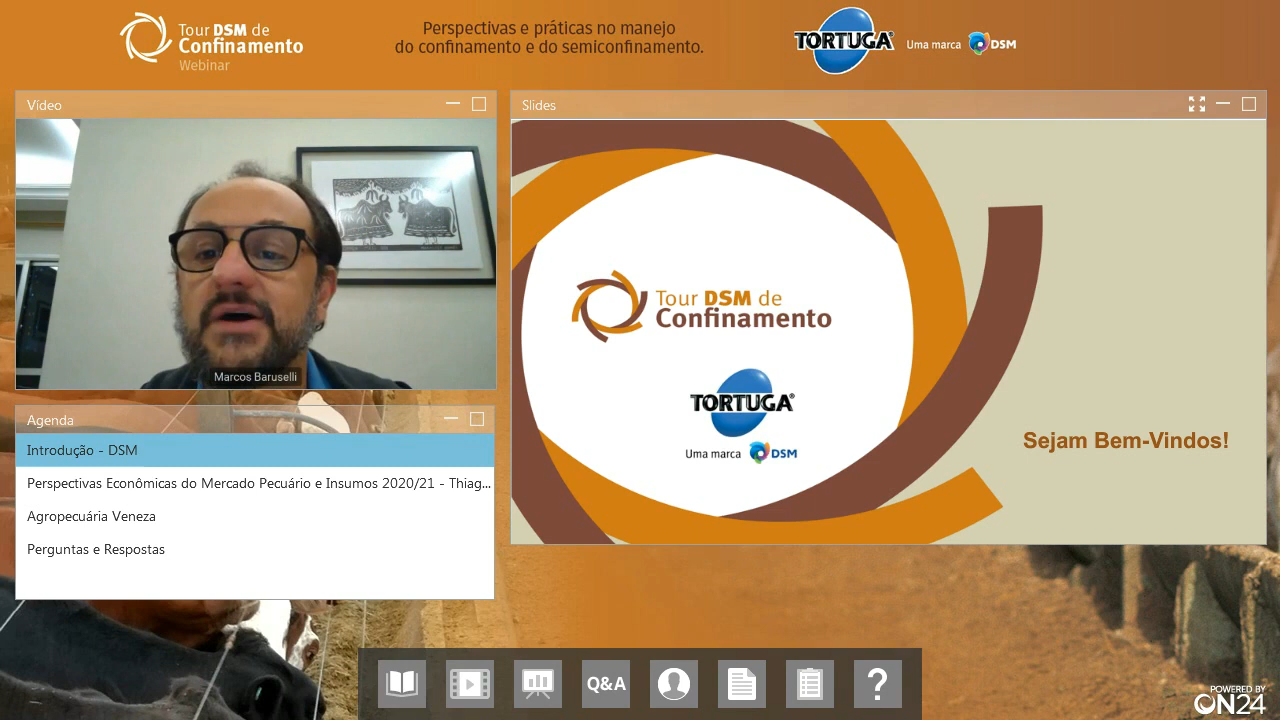 Tour DSM de
Confinamento
Webinar
Perspectivas e práticas no manejo
do confinamento e do semiconfinamento.
TORTUGA®
Uma marca DSM
Vídeo
Marcos Baruselli
Slides
Tour DSM de
Confinamento
TORTUGA®
Uma marca DSM
Sejam Bem-Vindos!
Agenda
Introdução - DSM
Perspectivas Econômicas do Mercado Pecuário e Insumos 2020/21 - Thiag...
Agropecuária Veneza
Perguntas e Respostas
Q&A
?
POWERED BY
ON24